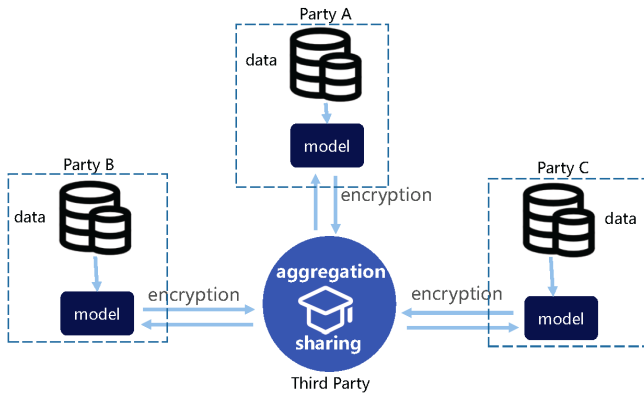 Party A
data
model
encryption
Party B
data
model
encryption
Party C
data
model
encryption
aggregation
sharing
Third Party